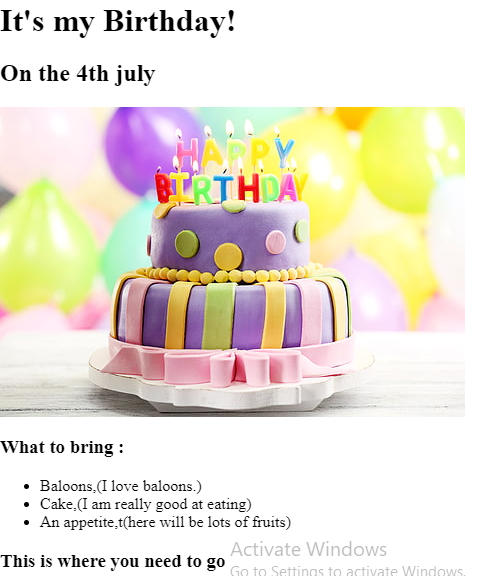 It's my Birthday!
On the 4th july
HAPPY
BIRTHDAY
What to bring :
Baloons,(I love baloons.)
Cake,(I am really good at eating)
An appetite,t(here will be lots of fruits)
This is where you need to go
Activate Windows
Go to Settings to activate Windows.